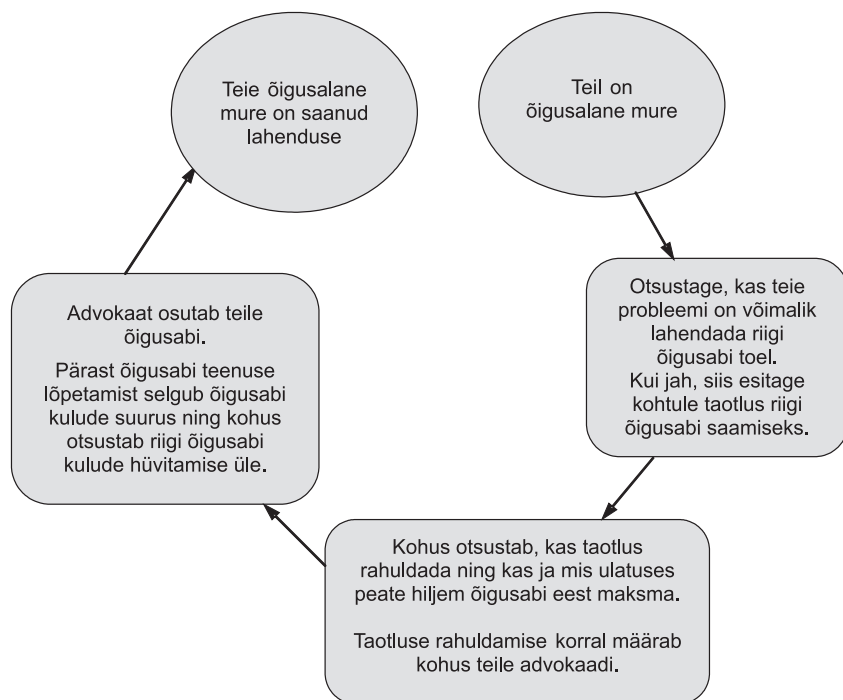 Teie õigusalane
mure on saanud
lahenduse
Teil on
õigusalane mure
Otsustage, kas teie
probleemi on võimalik
lahendada riigi
õigusabi toel.
Kui jah, siis esitage
kohtule taotlus riigi
õigusabi saamiseks.
Advokaat osutab teile
õigusabi.
Pärast õigusabi teenuse
lõpetamist selgub õigusabi
kulude suurus ning kohus
otsustab riigi õigusabi
kulude hüvitamise üle.
Kohus otsustab, kas taotlus
rahuldada ning kas ja mis ulatuses
peate hiljem õigusabi eest maksma.
Taotluse rahuldamise korral määrab
kohus teile advokaadi.